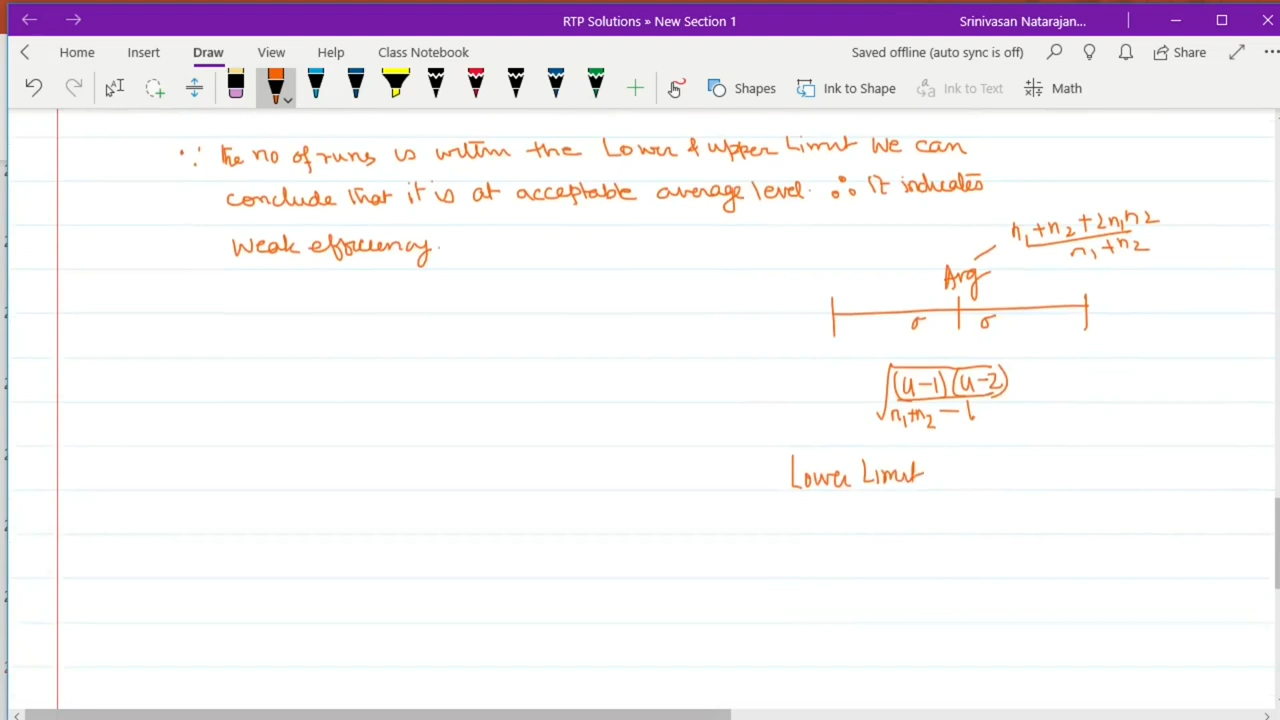 RTP Solutions » New Section 1
Srinivasan Natarajan...
Home Insert Draw View Help Class Notebook
Saved offline (auto sync is off)
Share
Shapes
Ink to Shape
Ink to Text
Math
∵ The no of runs is within the Lower & upper Limit We can
conclude that it is at acceptable average level. ∴ It indicates
Weak efficiency.
n₁+n₂+2n₁n₂
n₁+n₂
Avg
σ σ
√(u-1)(u-2)
n₁+n₂-1
Lower Limit